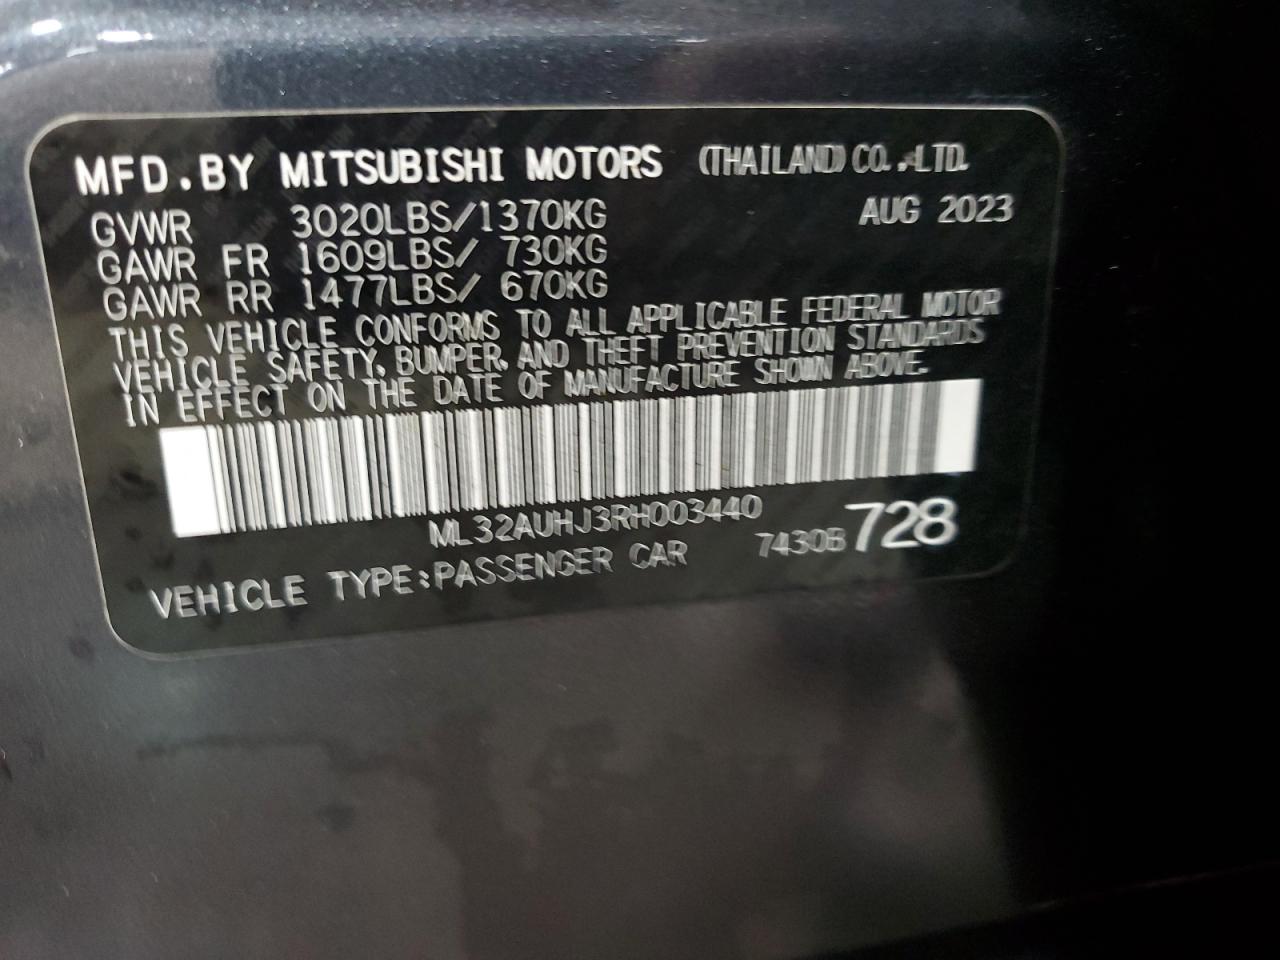 MFD.BY MITSUBISHI MOTORS (THAILAND) CO.,LTD.
GVWR 3020LBS/1370KG AUG 2023
GAWR FR 1609LBS/ 730KG
GAWR RR 1477LBS/ 670KG
THIS VEHICLE CONFORMS TO ALL APPLICABLE FEDERAL MOTOR
VEHICLE SAFETY, BUMPER, AND THEFT PREVENTION STANDARDS
IN EFFECT ON THE DATE OF MANUFACTURE SHOWN ABOVE.
ML32AUHJ3RH003440
VEHICLE TYPE:PASSENGER CAR 7430B728